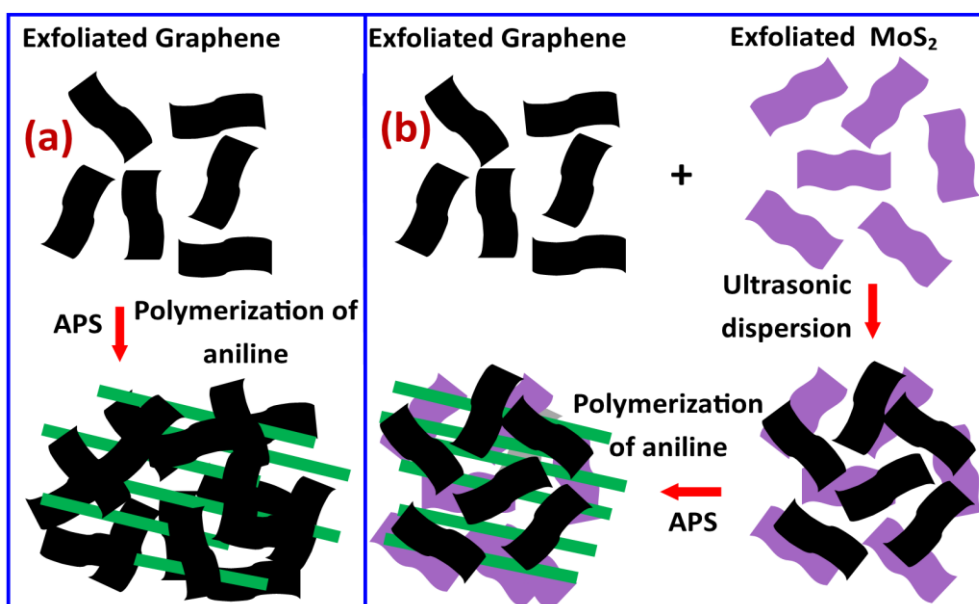 Exfoliated Graphene
(a)
APS
Polymerization of
aniline
Exfoliated Graphene
Exfoliated MoS₂
(b)
+
Ultrasonic
dispersion
Polymerization
of aniline
APS